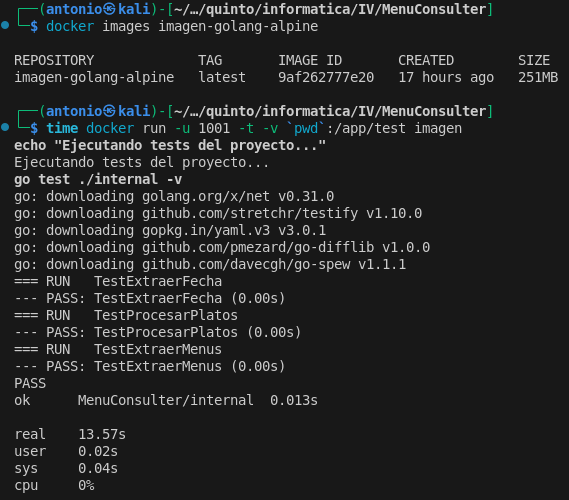 ┌──(antonio㉿kali)-[~/…/quinto/informatica/IV/MenuConsulter]
└─$ docker images imagen-golang-alpine
REPOSITORY             TAG       IMAGE ID       CREATED        SIZE
imagen-golang-alpine   latest    9af262777e20   17 hours ago   251MB
┌──(antonio㉿kali)-[~/…/quinto/informatica/IV/MenuConsulter]
└─$ time docker run -u 1001 -t -v `pwd`:/app/test imagen
echo "Ejecutando tests del proyecto..."
Ejecutando tests del proyecto...
go test ./internal -v
go: downloading golang.org/x/net v0.31.0
go: downloading github.com/stretchr/testify v1.10.0
go: downloading gopkg.in/yaml.v3 v3.0.1
go: downloading github.com/pmezard/go-difflib v1.0.0
go: downloading github.com/davecgh/go-spew v1.1.1
=== RUN   TestExtraerFecha
--- PASS: TestExtraerFecha (0.00s)
=== RUN   TestProcesarPlatos
--- PASS: TestProcesarPlatos (0.00s)
=== RUN   TestExtraerMenus
--- PASS: TestExtraerMenus (0.00s)
PASS
ok      MenuConsulter/internal  0.013s
real    13.57s
user    0.02s
sys     0.04s
cpu     0%